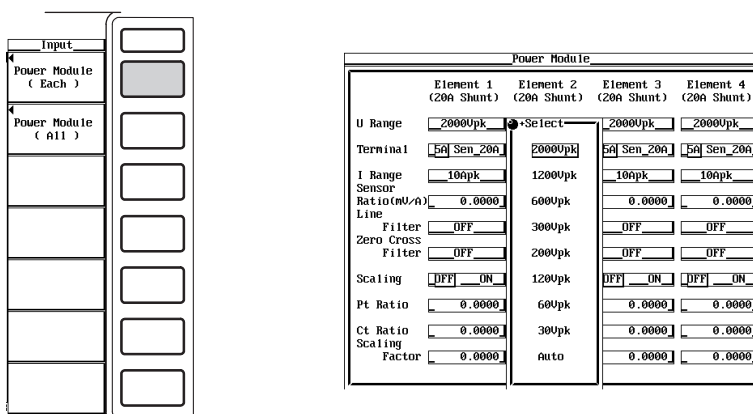 Input
Power Module
( Each )
Power Module
( All )
Power Module
Element 1 Element 2 Element 3 Element 4
(20A Shunt) (20A Shunt) (20A Shunt) (20A Shunt)
U Range 2000Vpk +Select 2000Vpk 2000Vpk
Terminal 5A Sen_20A 2000Vpk 5A Sen_20A 5A Sen_20A
I Range 10Apk 1200Vpk 10Apk 10Apk
Sensor
Ratio(mV/A) 0.0000 600Vpk 0.0000 0.0000
Line
Filter OFF 300Vpk OFF OFF
Zero Cross
Filter OFF 200Vpk OFF OFF
Scaling OFF ON 120Vpk OFF ON OFF ON
Pt Ratio 0.0000 60Vpk 0.0000 0.0000
Ct Ratio 0.0000 30Vpk 0.0000 0.0000
Scaling
Factor 0.0000 Auto 0.0000 0.0000